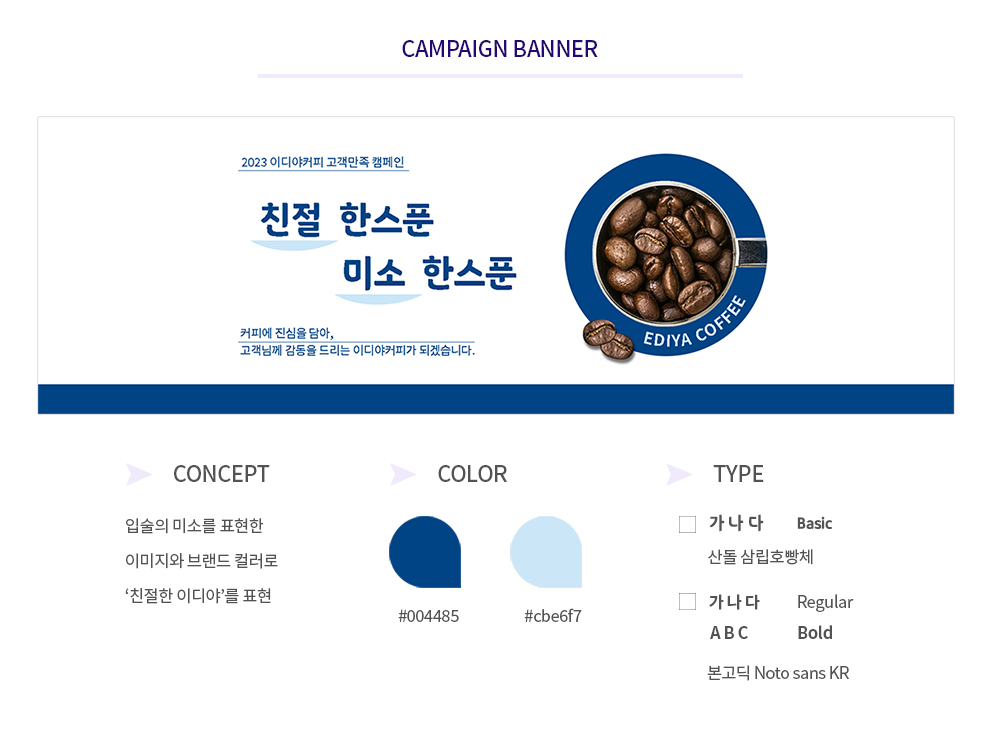 CAMPAIGN BANNER
2023 이디야커피 고객만족 캠페인
친절 한스푼
미소 한스푼
커피에 진심을 담아,
고객님께 감동을 드리는 이디야커피가 되겠습니다.
EDIYA COFFEE
CONCEPT
입술의 미소를 표현한
이미지와 브랜드 컬러로
‘친절한 이디야’를 표현
COLOR
#004485 #cbe6f7
TYPE
가 나 다 Basic
산돌 삼립호빵체
가 나 다 Regular
A B C Bold
본고딕 Noto sans KR